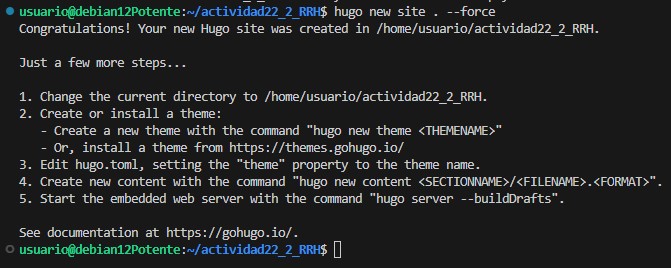 usuario@debian12Potente:~/actividad22_2_RRH$ hugo new site . --force
Congratulations! Your new Hugo site was created in /home/usuario/actividad22_2_RRH.
Just a few more steps...
1. Change the current directory to /home/usuario/actividad22_2_RRH.
2. Create or install a theme:
   - Create a new theme with the command "hugo new theme <THEMENAME>"
   - Or, install a theme from https://themes.gohugo.io/
3. Edit hugo.toml, setting the "theme" property to the theme name.
4. Create new content with the command "hugo new content <SECTIONNAME>/<FILENAME>.<FORMAT>".
5. Start the embedded web server with the command "hugo server --buildDrafts".
See documentation at https://gohugo.io/.
usuario@debian12Potente:~/actividad22_2_RRH$